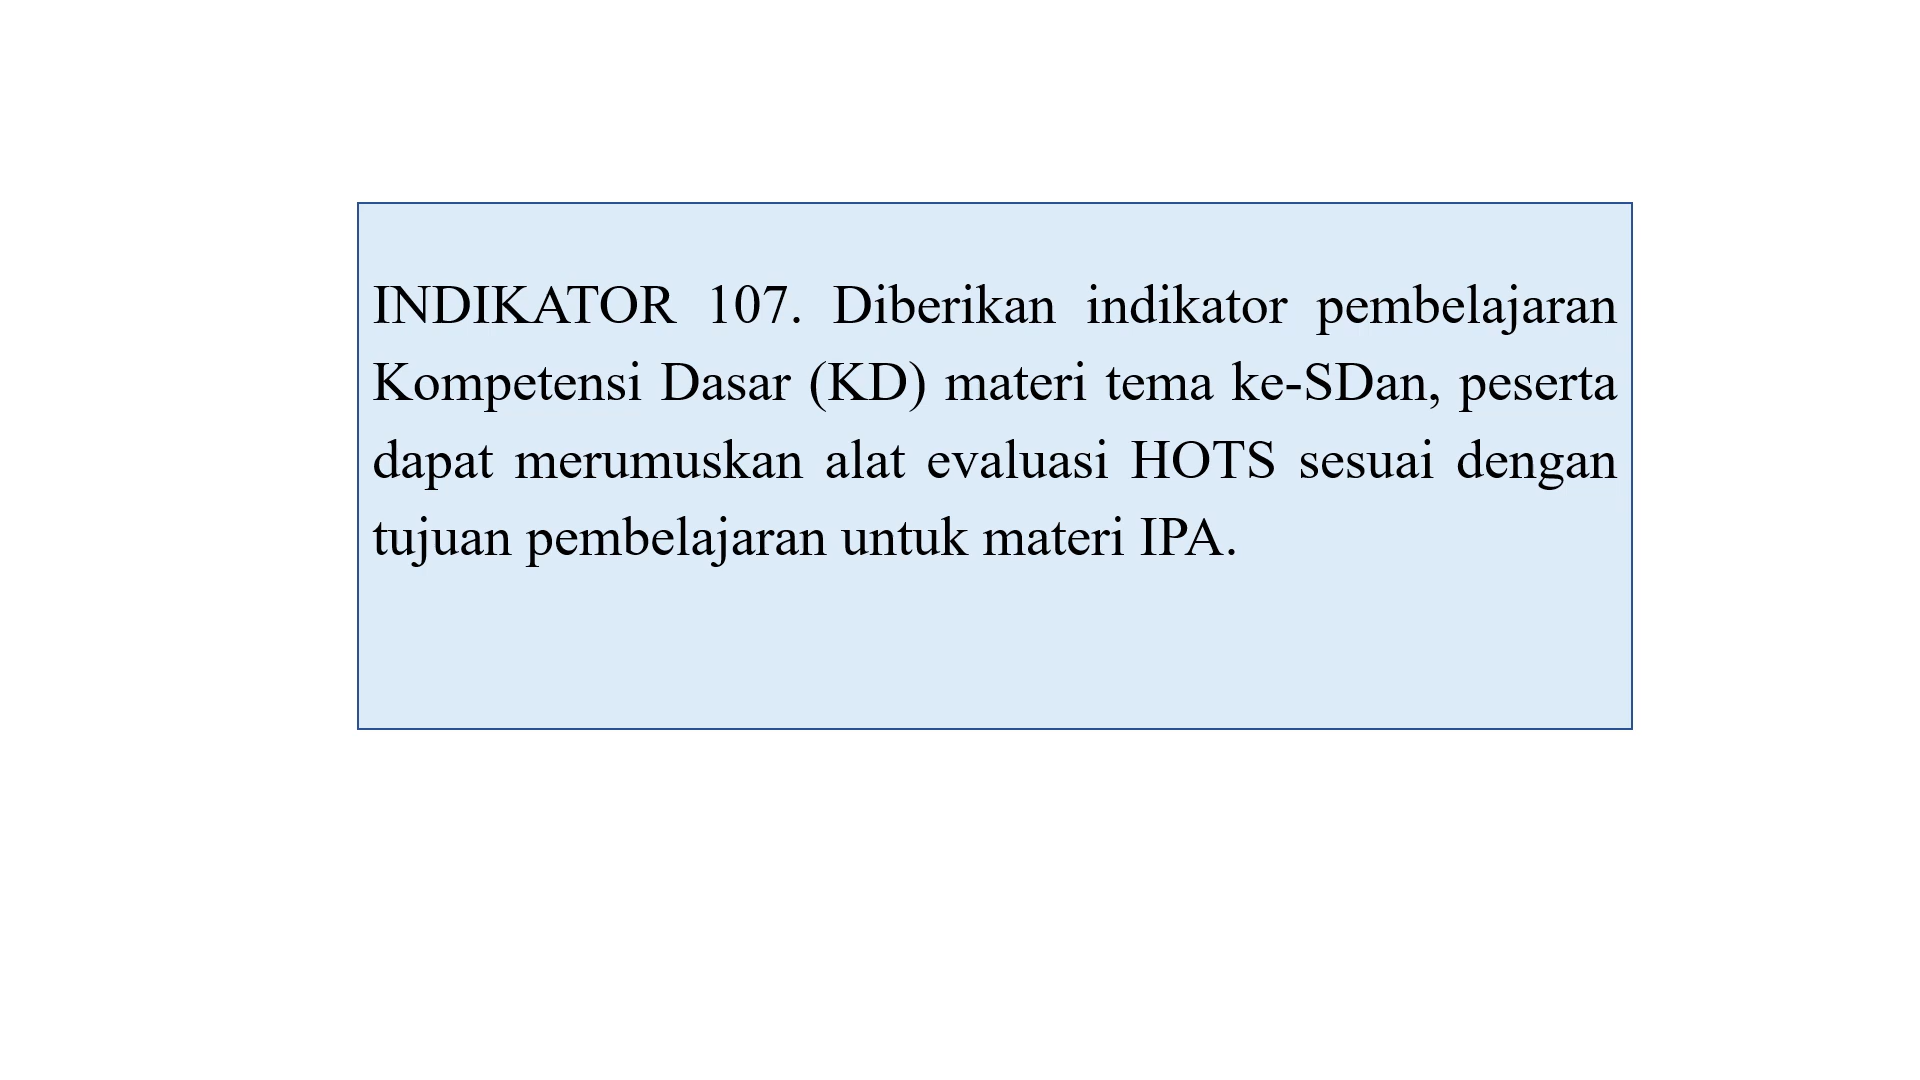 INDIKATOR 107. Diberikan indikator pembelajaran
Kompetensi Dasar (KD) materi tema ke-SDan, peserta
dapat merumuskan alat evaluasi HOTS sesuai dengan
tujuan pembelajaran untuk materi IPA.